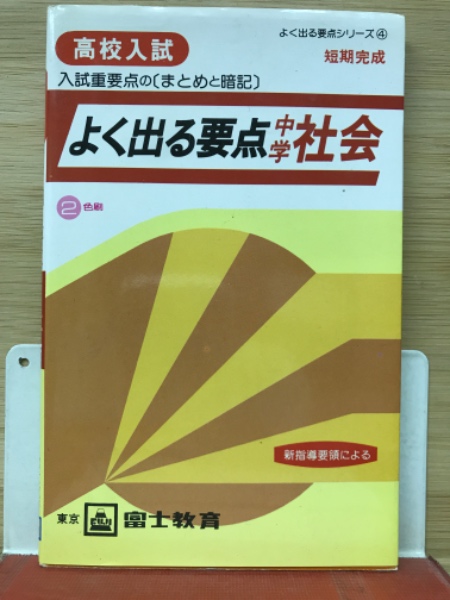 よく出る要点シリーズ④
高校入試
短期完成
入試重要点の〔まとめと暗記〕
よく出る要点中学社会
2色刷
新指導要領による
東京 FUJI 富士教育